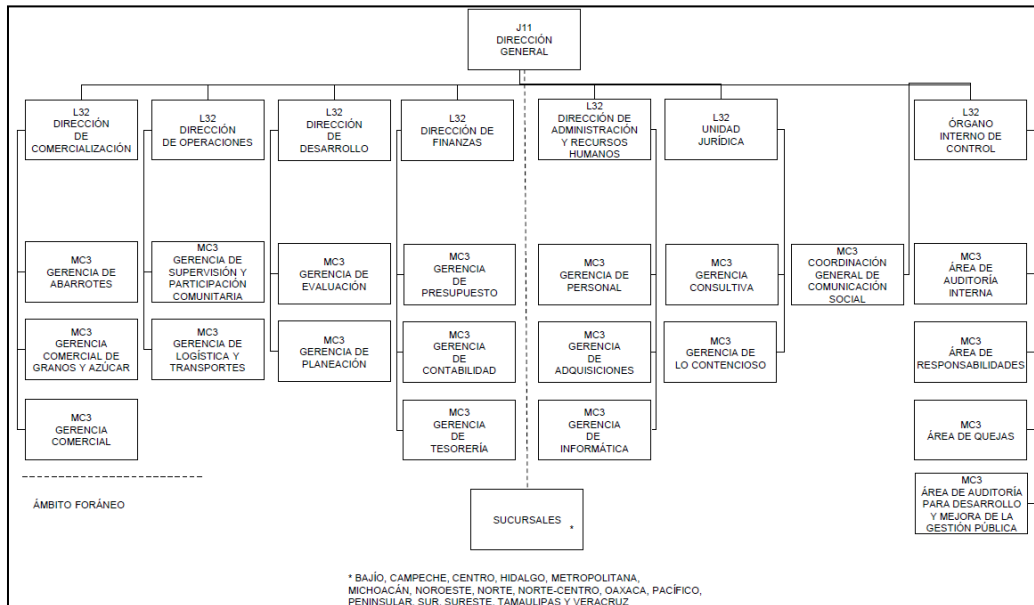 J11
DIRECCIÓN
GENERAL
L32
DIRECCIÓN
DE
COMERCIALIZACIÓN
L32
DIRECCIÓN
DE OPERACIONES
L32
DIRECCIÓN
DE
DESARROLLO
L32
DIRECCIÓN DE
FINANZAS
L32
DIRECCIÓN DE
ADMINISTRACIÓN
Y RECURSOS
HUMANOS
L32
UNIDAD
JURÍDICA
L32
ÓRGANO
INTERNO DE
CONTROL
MC3
GERENCIA DE
ABARROTES
MC3
GERENCIA DE
SUPERVISIÓN Y
PARTICIPACIÓN
COMUNITARIA
MC3
GERENCIA DE
EVALUACIÓN
MC3
GERENCIA
DE
PRESUPUESTO
MC3
GERENCIA DE
PERSONAL
MC3
GERENCIA
CONSULTIVA
MC3
COORDINACIÓN
GENERAL DE
COMUNICACIÓN
SOCIAL
MC3
ÁREA DE
AUDITORÍA
INTERNA
MC3
GERENCIA
COMERCIAL DE
GRANOS Y AZÚCAR
MC3
GERENCIA DE
LOGÍSTICA Y
TRANSPORTES
MC3
GERENCIA DE
PLANEACIÓN
MC3
GERENCIA
DE
CONTABILIDAD
MC3
GERENCIA
DE
ADQUISICIONES
MC3
GERENCIA DE
LO CONTENCIOSO
MC3
ÁREA DE
RESPONSABILIDADES
MC3
GERENCIA
COMERCIAL
MC3
GERENCIA
DE
TESORERÍA
MC3
GERENCIA
DE
INFORMÁTICA
MC3
ÁREA DE QUEJAS
MC3
ÁREA DE AUDITORÍA
PARA DESARROLLO
Y MEJORA DE LA
GESTIÓN PÚBLICA
ÁMBITO FORÁNEO
SUCURSALES
*
* BAJÍO, CAMPECHE, CENTRO, HIDALGO, METROPOLITANA,
MICHOACÁN, NOROESTE, NORTE, NORTE-CENTRO, OAXACA, PACÍFICO,
PENINSULAR, SUR, SURESTE, TAMAULIPAS Y VERACRUZ